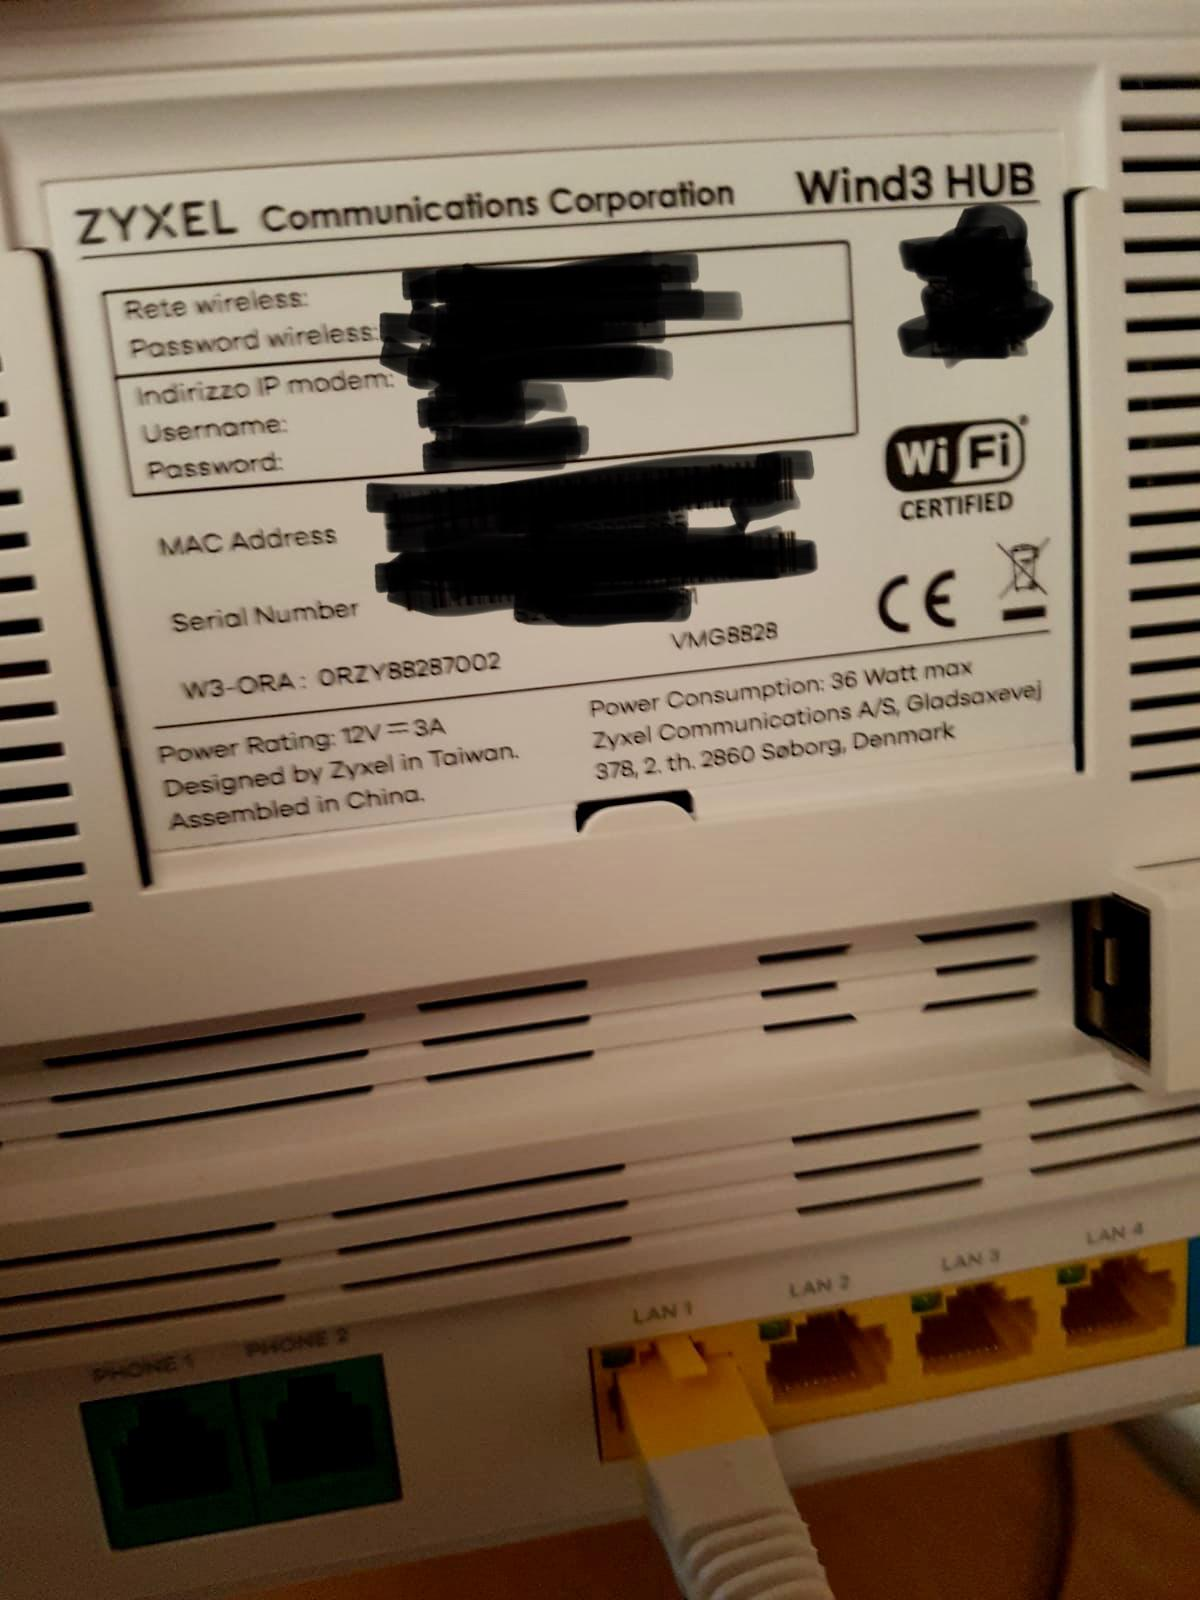 ZYXEL Communications Corporation Wind3 HUB
Rete wireless:
Password wireless:
Indirizzo IP modem:
Username:
Password:
WiFi
CERTIFIED
MAC Address
Serial Number
CE
W3-ORA : 0RZY88287002 VMG8828
Power Rating: 12V ⎓ 3A
Designed by Zyxel in Taiwan.
Assembled in China.
Power Consumption: 36 Watt max
Zyxel Communications A/S, Gladsaxevej
378, 2. th. 2860 Søborg, Denmark
PHONE 1 PHONE 2 LAN 1 LAN 2 LAN 3 LAN 4